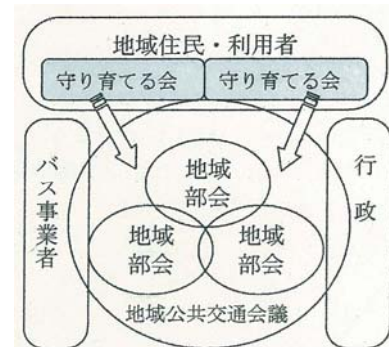 地域住民・利用者
守り育てる会
守り育てる会
バス事業者
地域
部会
行政
地域
部会
地域
部会
地域公共交通会議